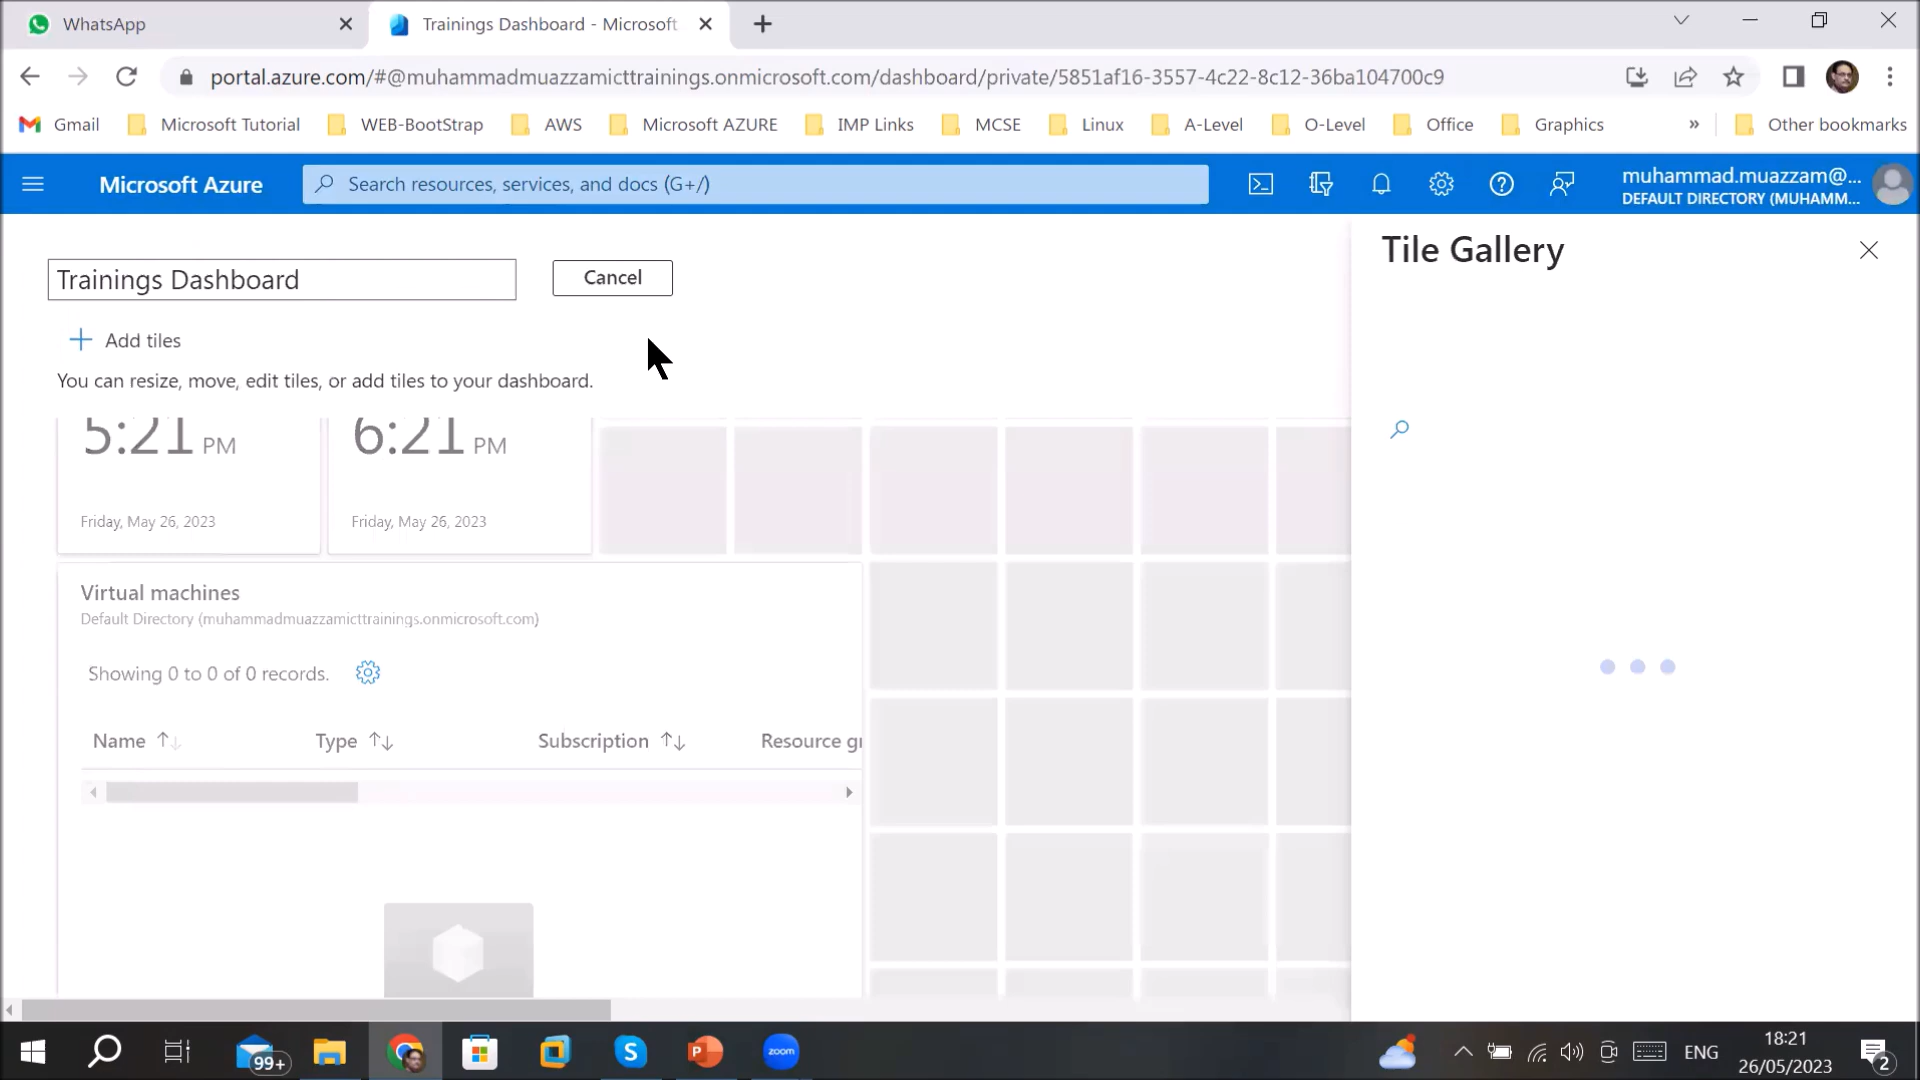 WhatsApp
Trainings Dashboard - Microsoft
portal.azure.com/#@muhammadmuazzamicttrainings.onmicrosoft.com/dashboard/private/5851af16-3557-4c22-8c12-36ba104700c9
Gmail Microsoft Tutorial WEB-BootStrap AWS Microsoft AZURE IMP Links MCSE Linux A-Level O-Level Office Graphics » Other bookmarks
Microsoft Azure
Search resources, services, and docs (G+/)
muhammad.muazzam@...
DEFAULT DIRECTORY (MUHAMM...
Trainings Dashboard
Cancel
Add tiles
You can resize, move, edit tiles, or add tiles to your dashboard.
5:21 PM
Friday, May 26, 2023
6:21 PM
Friday, May 26, 2023
Virtual machines
Default Directory (muhammadmuazzamicttrainings.onmicrosoft.com)
Showing 0 to 0 of 0 records.
Name Type Subscription Resource gr
Tile Gallery
99+
S
P
zoom
ENG
18:21
26/05/2023
2